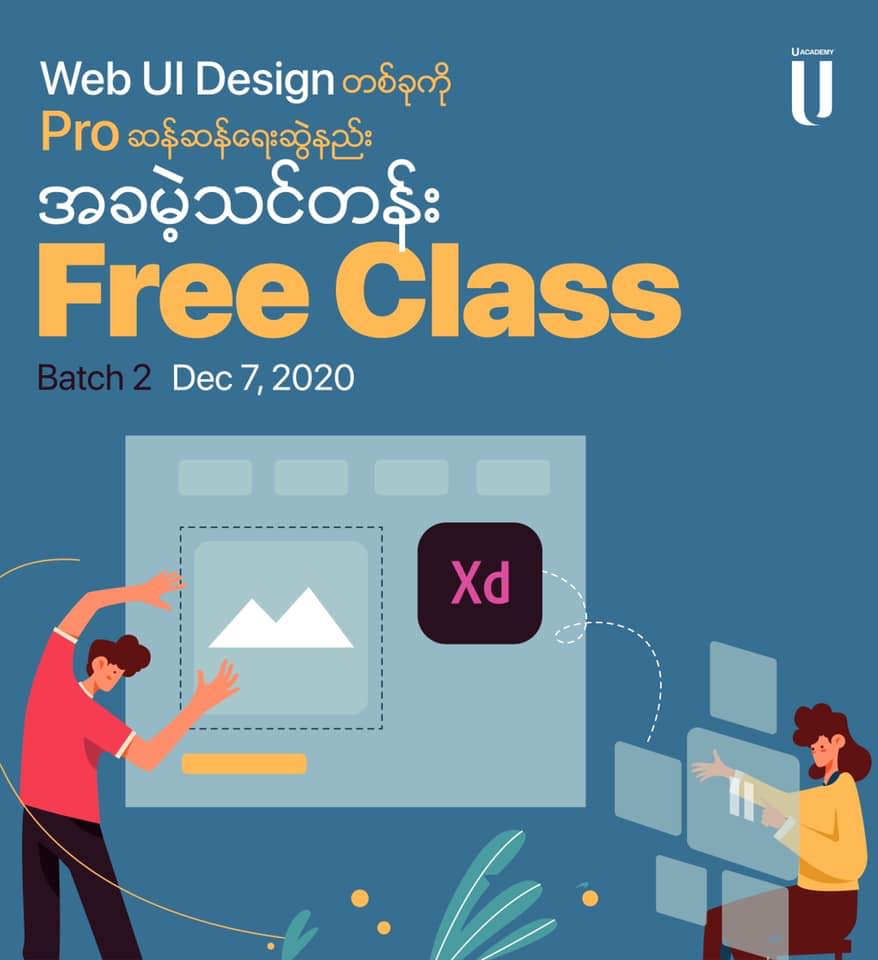 Web UI Design တစ်ခုကို
Pro ဆန်ဆန်ရေးဆွဲနည်း
အခမဲ့သင်တန်း
Free Class
Batch 2 Dec 7, 2020
U ACADEMY
U
Xd